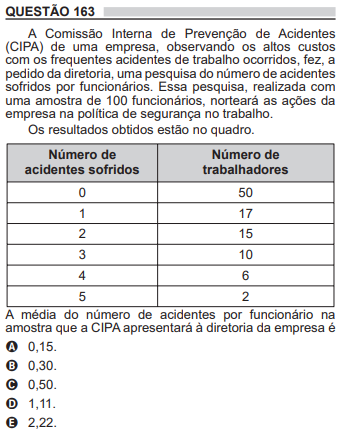 QUESTÃO 163
A Comissão Interna de Prevenção de Acidentes
(CIPA) de uma empresa, observando os altos custos
com os frequentes acidentes de trabalho ocorridos, fez, a
pedido da diretoria, uma pesquisa do número de acidentes
sofridos por funcionários. Essa pesquisa, realizada com
uma amostra de 100 funcionários, norteará as ações da
empresa na política de segurança no trabalho.
Os resultados obtidos estão no quadro.
Número de acidentes sofridos Número de trabalhadores
0 50
1 17
2 15
3 10
4 6
5 2
A média do número de acidentes por funcionário na
amostra que a CIPA apresentará à diretoria da empresa é
A 0,15.
B 0,30.
C 0,50.
D 1,11.
E 2,22.